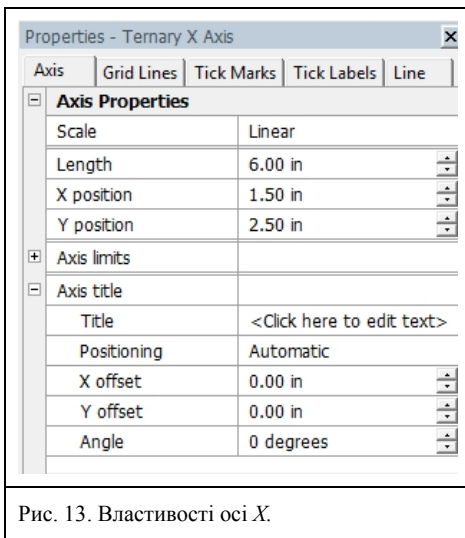 Properties - Ternary X Axis
Axis Grid Lines Tick Marks Tick Labels Line
Axis Properties
Scale Linear
Length 6.00 in
X position 1.50 in
Y position 2.50 in
Axis limits
Axis title
Title <Click here to edit text>
Positioning Automatic
X offset 0.00 in
Y offset 0.00 in
Angle 0 degrees
Рис. 13. Властивості осі X.